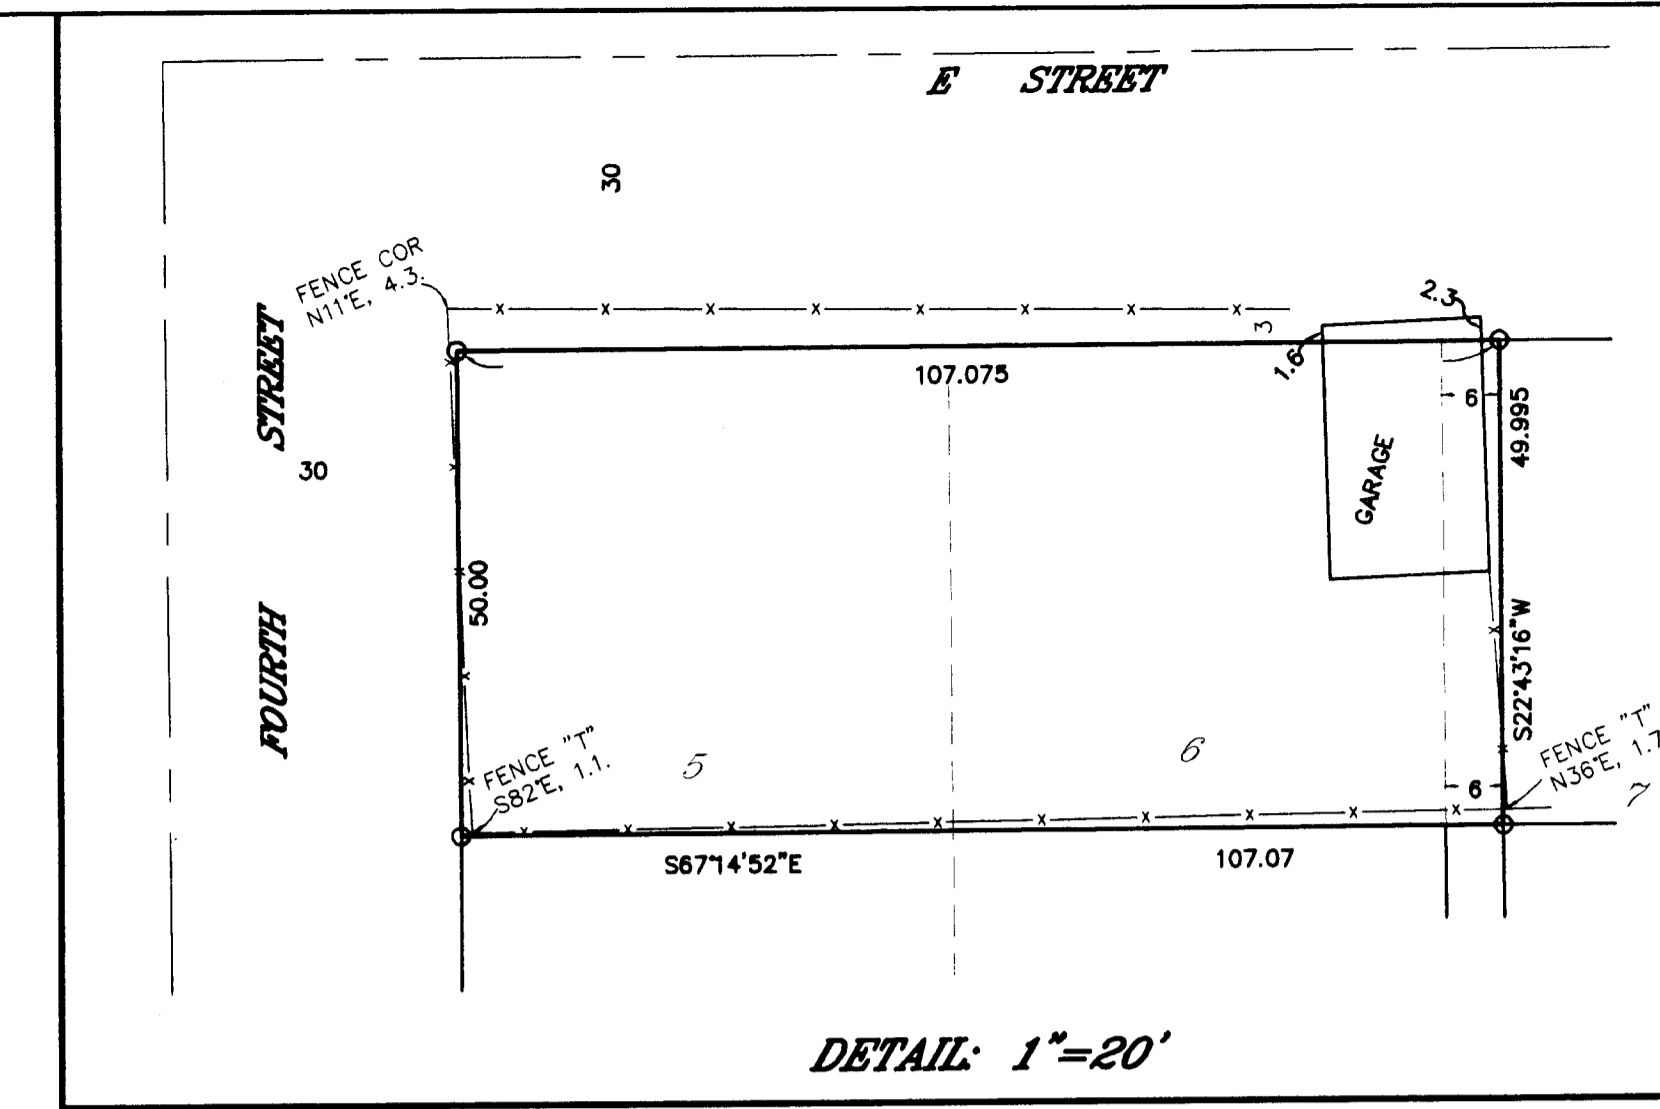 E STREET
30
FENCE COR
N11°E, 4.3.
2.3
3
1.6
107.075
6
49.995
STREET
30
GARAGE
50.00
FOURTH
S22°43'16"W
FENCE "T"
S82°E, 1.1.
5
6
FENCE "T"
N36°E, 1.7
6
7
S67°14'52"E
107.07
DETAIL: 1"=20'